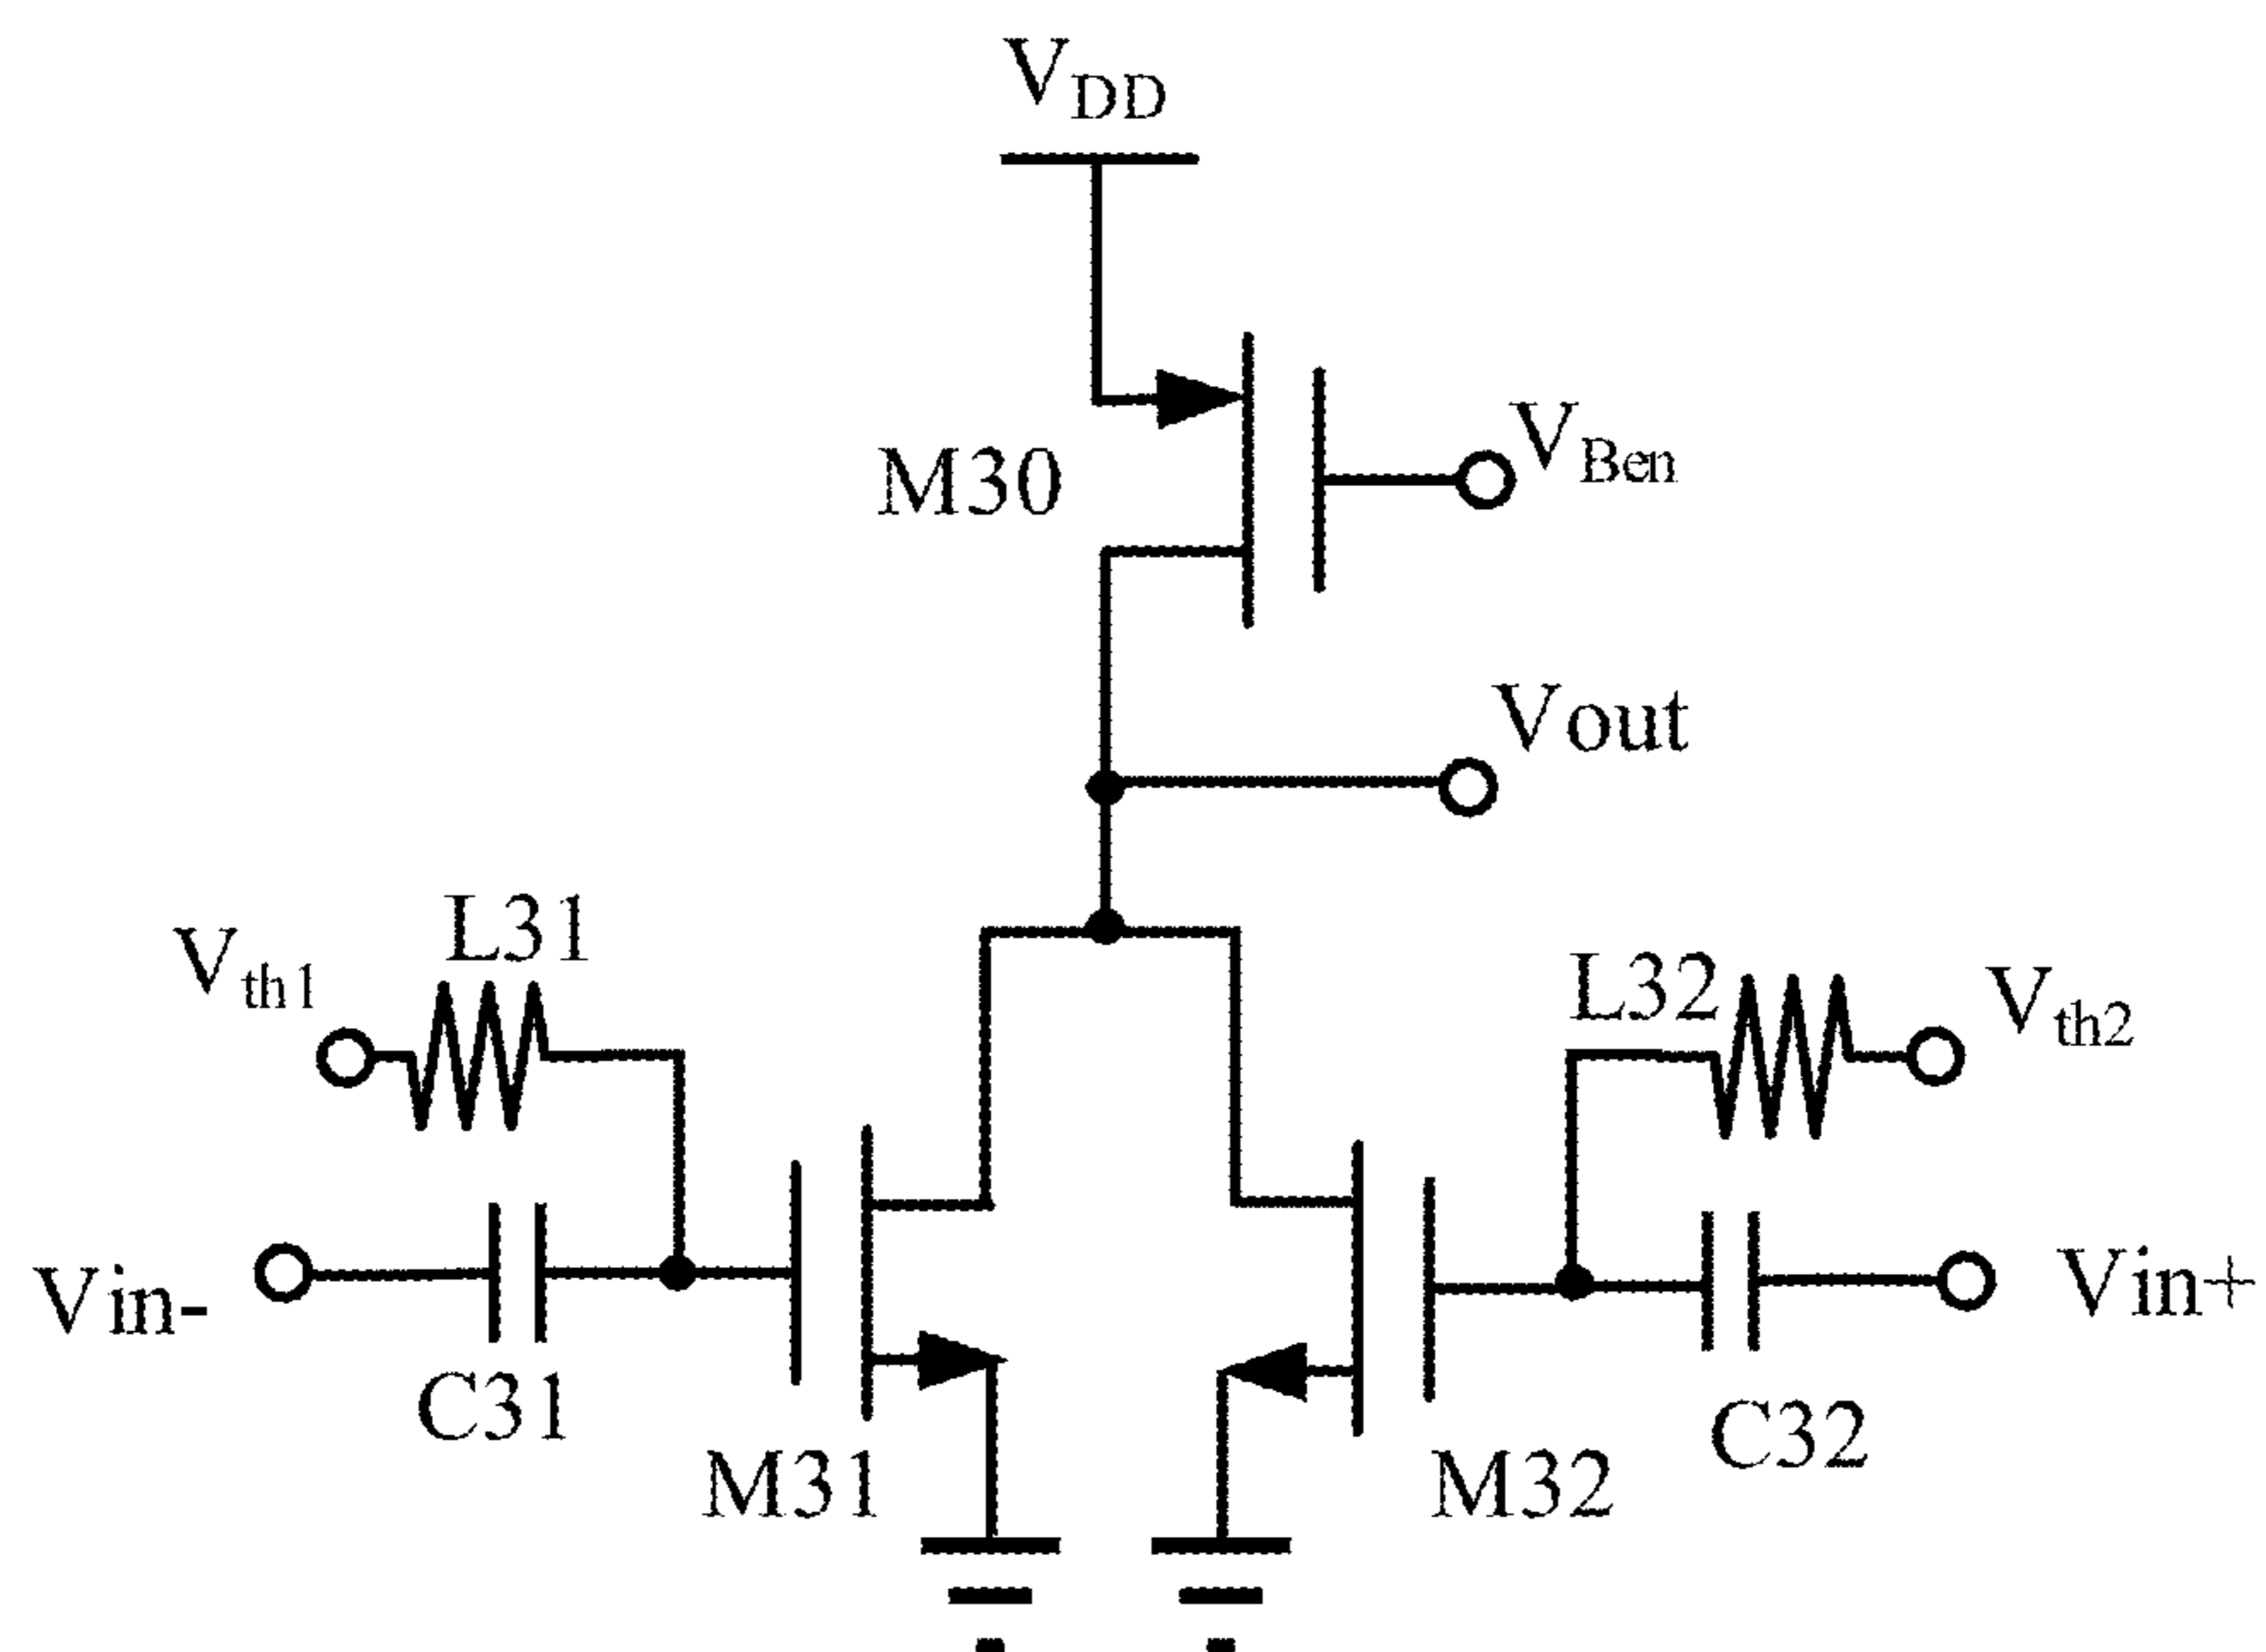 VDD
M30
VBen
Vout
L31
Vth1
L32
Vth2
Vin-
Vin+
C31
C32
M31
M32